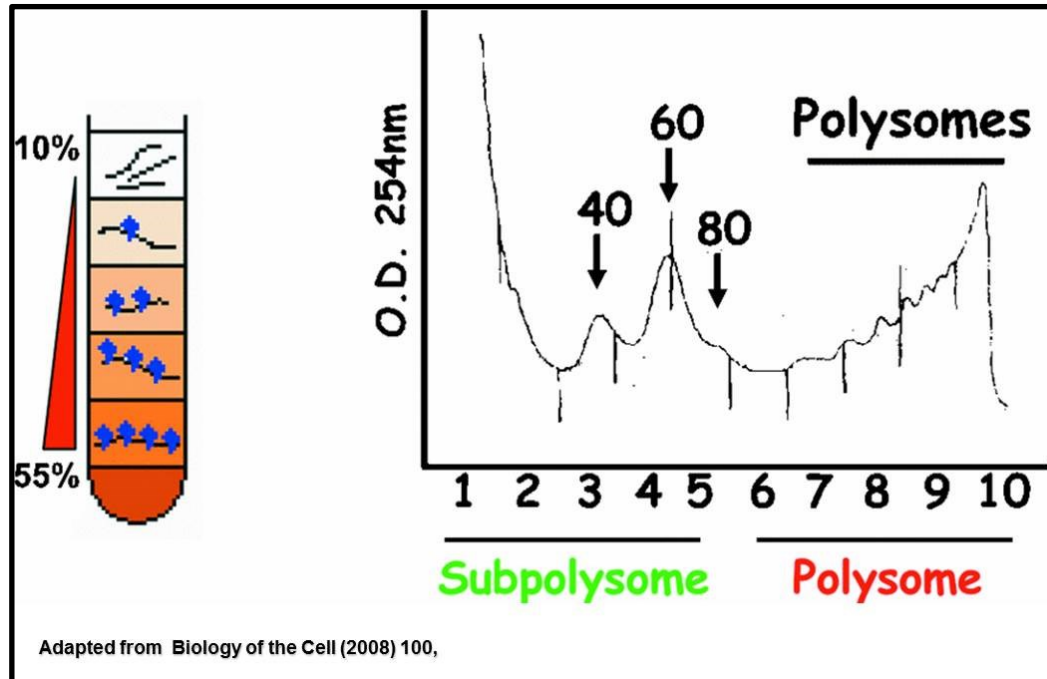 10%
55%
O.D. 254nm
40
60
80
Polysomes
1 2 3 4 5 6 7 8 9 10
Subpolysome Polysome
Adapted from Biology of the Cell (2008) 100,